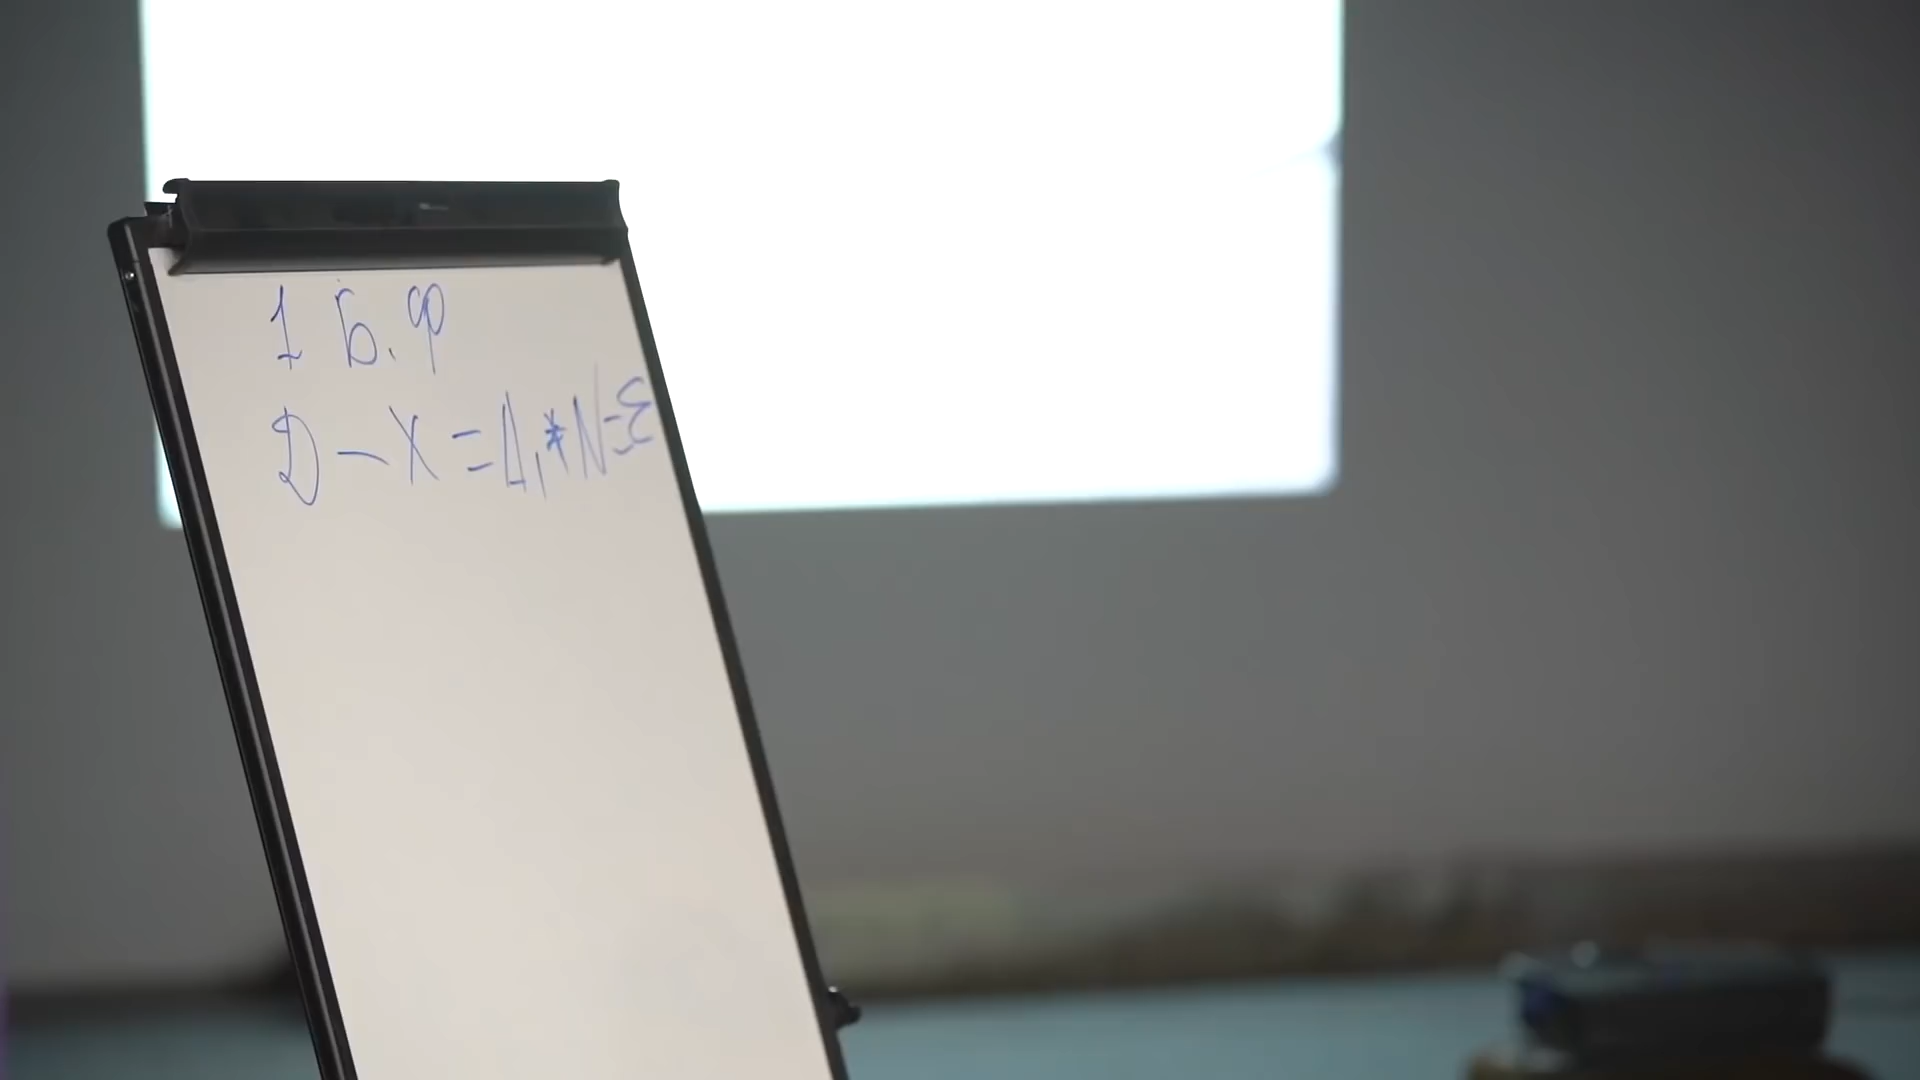 1 Б.Ф
D - X = Δ, * N = Σ